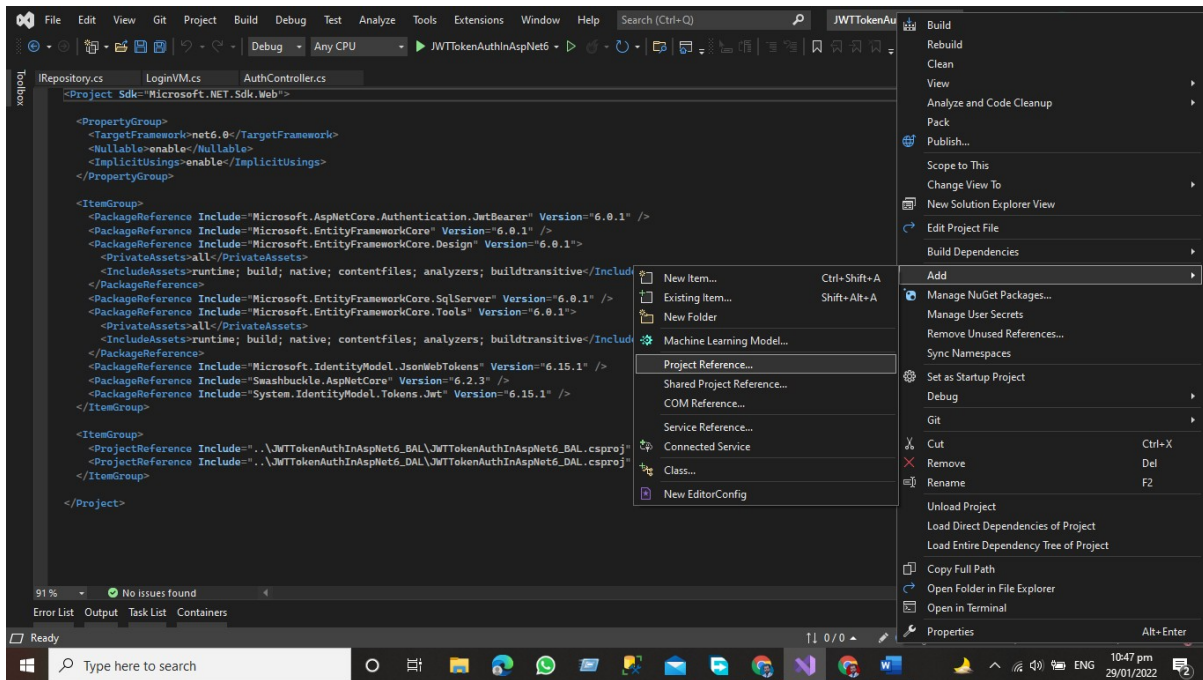 File Edit View Git Project Build Debug Test Analyze Tools Extensions Window Help Search (Ctrl+Q) JWTTokenAu
Debug Any CPU JWTTokenAuthInAspNet6
Toolbox
IRepository.cs LoginVM.cs AuthController.cs
<Project Sdk="Microsoft.NET.Sdk.Web">
<PropertyGroup>
<TargetFramework>net6.0</TargetFramework>
<Nullable>enable</Nullable>
<ImplicitUsings>enable</ImplicitUsings>
</PropertyGroup>
<ItemGroup>
<PackageReference Include="Microsoft.AspNetCore.Authentication.JwtBearer" Version="6.0.1" />
<PackageReference Include="Microsoft.EntityFrameworkCore" Version="6.0.1" />
<PackageReference Include="Microsoft.EntityFrameworkCore.Design" Version="6.0.1">
<PrivateAssets>all</PrivateAssets>
<IncludeAssets>runtime; build; native; contentfiles; analyzers; buildtransitive</Includ
</PackageReference>
<PackageReference Include="Microsoft.EntityFrameworkCore.SqlServer" Version="6.0.1" />
<PackageReference Include="Microsoft.EntityFrameworkCore.Tools" Version="6.0.1">
<PrivateAssets>all</PrivateAssets>
<IncludeAssets>runtime; build; native; contentfiles; analyzers; buildtransitive</Includ
</PackageReference>
<PackageReference Include="Microsoft.IdentityModel.JsonWebTokens" Version="6.15.1" />
<PackageReference Include="Swashbuckle.AspNetCore" Version="6.2.3" />
<PackageReference Include="System.IdentityModel.Tokens.Jwt" Version="6.15.1" />
</ItemGroup>
<ItemGroup>
<ProjectReference Include="..\JWTTokenAuthInAspNet6_BAL\JWTTokenAuthInAspNet6_BAL.csproj"
<ProjectReference Include="..\JWTTokenAuthInAspNet6_DAL\JWTTokenAuthInAspNet6_DAL.csproj"
</ItemGroup>
</Project>
New Item... Ctrl+Shift+A
Existing Item... Shift+Alt+A
New Folder
Machine Learning Model...
Project Reference...
Shared Project Reference...
COM Reference...
Service Reference...
Connected Service
Class...
New EditorConfig
Build
Rebuild
Clean
View
Analyze and Code Cleanup
Pack
Publish...
Scope to This
Change View To
New Solution Explorer View
Edit Project File
Build Dependencies
Add
Manage NuGet Packages...
Manage User Secrets
Remove Unused References...
Sync Namespaces
Set as Startup Project
Debug
Git
Cut Ctrl+X
Remove Del
Rename F2
Unload Project
Load Direct Dependencies of Project
Load Entire Dependency Tree of Project
Copy Full Path
Open Folder in File Explorer
Open in Terminal
Properties Alt+Enter
91 % No issues found
Error List Output Task List Containers
Ready 0 / 0
Type here to search ENG 10:47 pm
29/01/2022 2